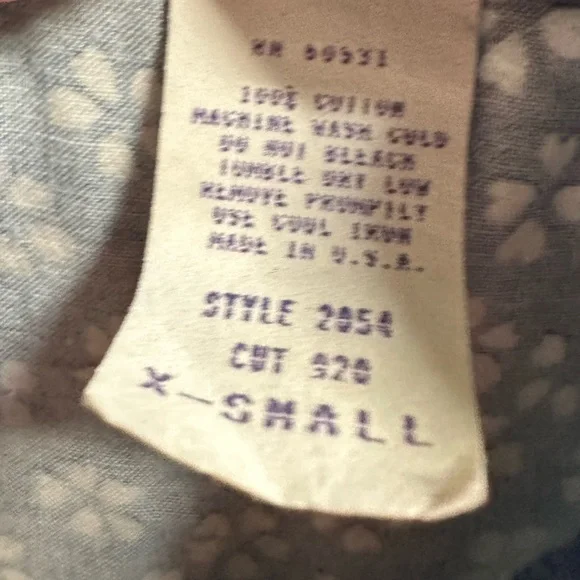 RN 60531
100% COTTON
MACHINE WASH COLD
DO NOT BLEACH
TUMBLE DRY LOW
REMOVE PROMPTLY
USE COOL IRON
MADE IN U.S.A.
STYLE 2054
CUT 920
X-SMALL